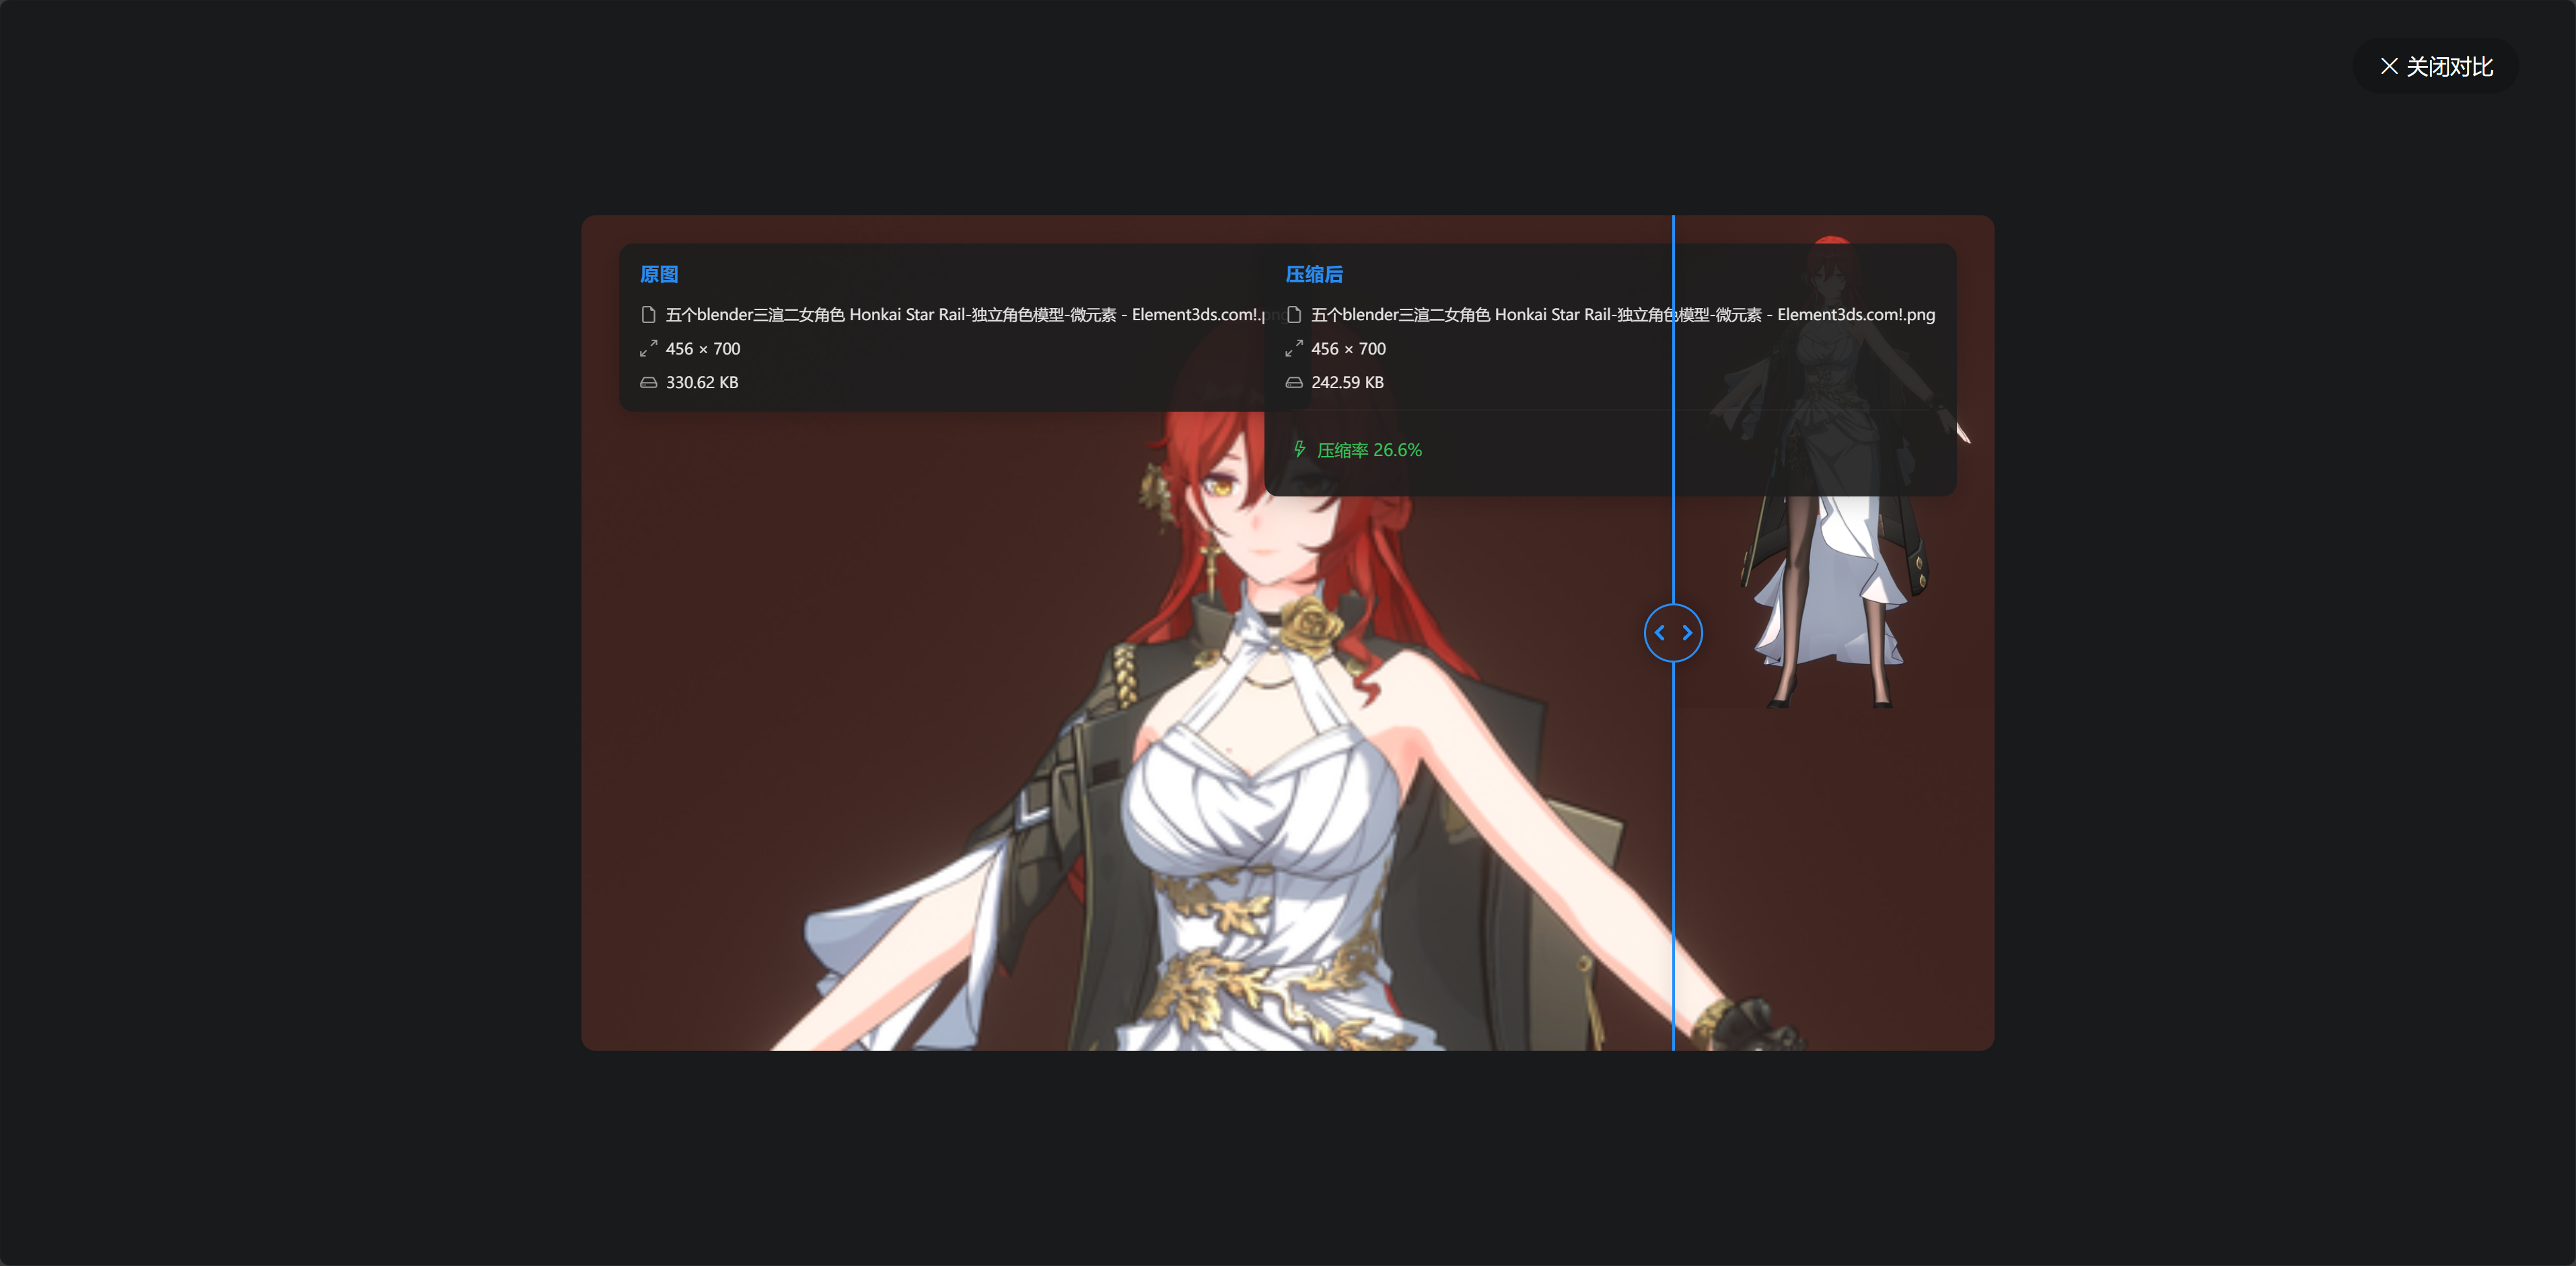 关闭对比
原图
五个blender三渲二女角色 Honkai Star Rail-独立角色模型-微元素 - Element3ds.com!.png
456 × 700
330.62 KB
压缩后
五个blender三渲二女角色 Honkai Star Rail-独立角色模型-微元素 - Element3ds.com!.png
456 × 700
242.59 KB
压缩率 26.6%